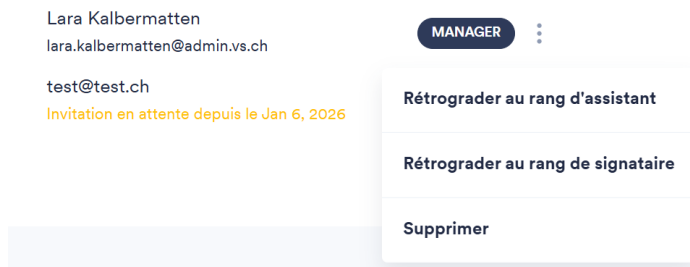 Lara Kalbermatten
lara.kalbermatten@admin.vs.ch
MANAGER
test@test.ch
Invitation en attente depuis le Jan 6, 2026
Rétrograder au rang d'assistant
Rétrograder au rang de signataire
Supprimer